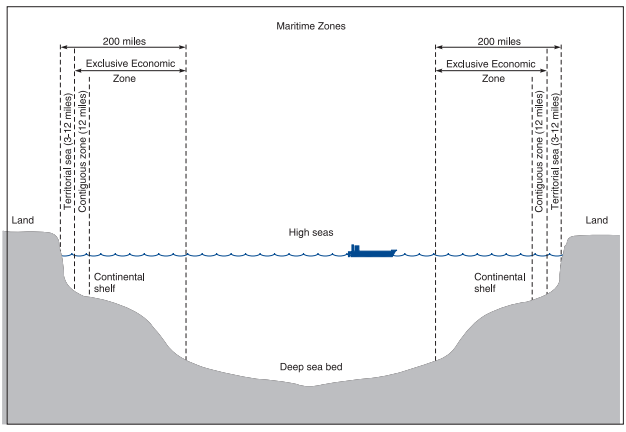 Maritime Zones
200 miles
200 miles
Exclusive Economic
Zone
Exclusive Economic
Zone
Territorial sea (3-12 miles)
Contiguous zone (12 miles)
Contiguous zone (12 miles)
Territorial sea (3-12 miles)
Land
High seas
Land
Continental
shelf
Continental
shelf
Deep sea bed